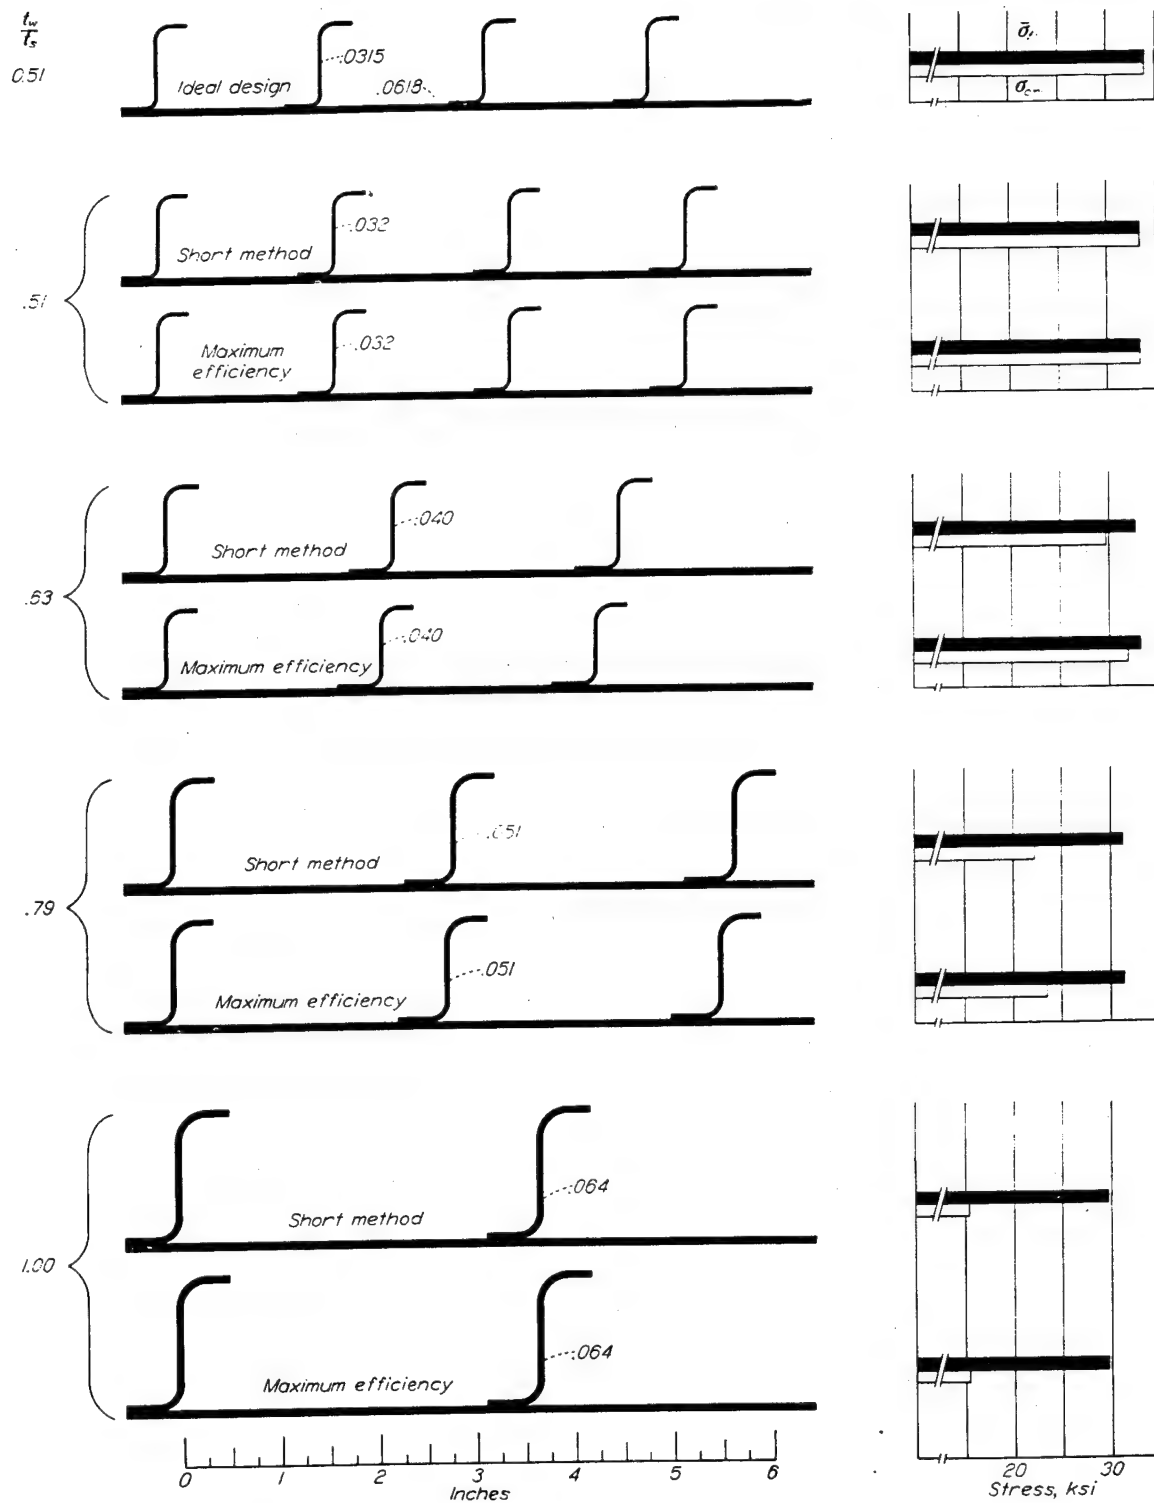 t_w
t_s
0.51
Ideal design
.0315
.0618
σ_cr
.51
Short method
.032
Maximum
efficiency
.032
.63
Short method
.040
Maximum efficiency
.040
.79
Short method
.051
Maximum efficiency
.051
1.00
Short method
.064
Maximum efficiency
.064
0 1 2 3 4 5 6
Inches
20 30
Stress, ksi